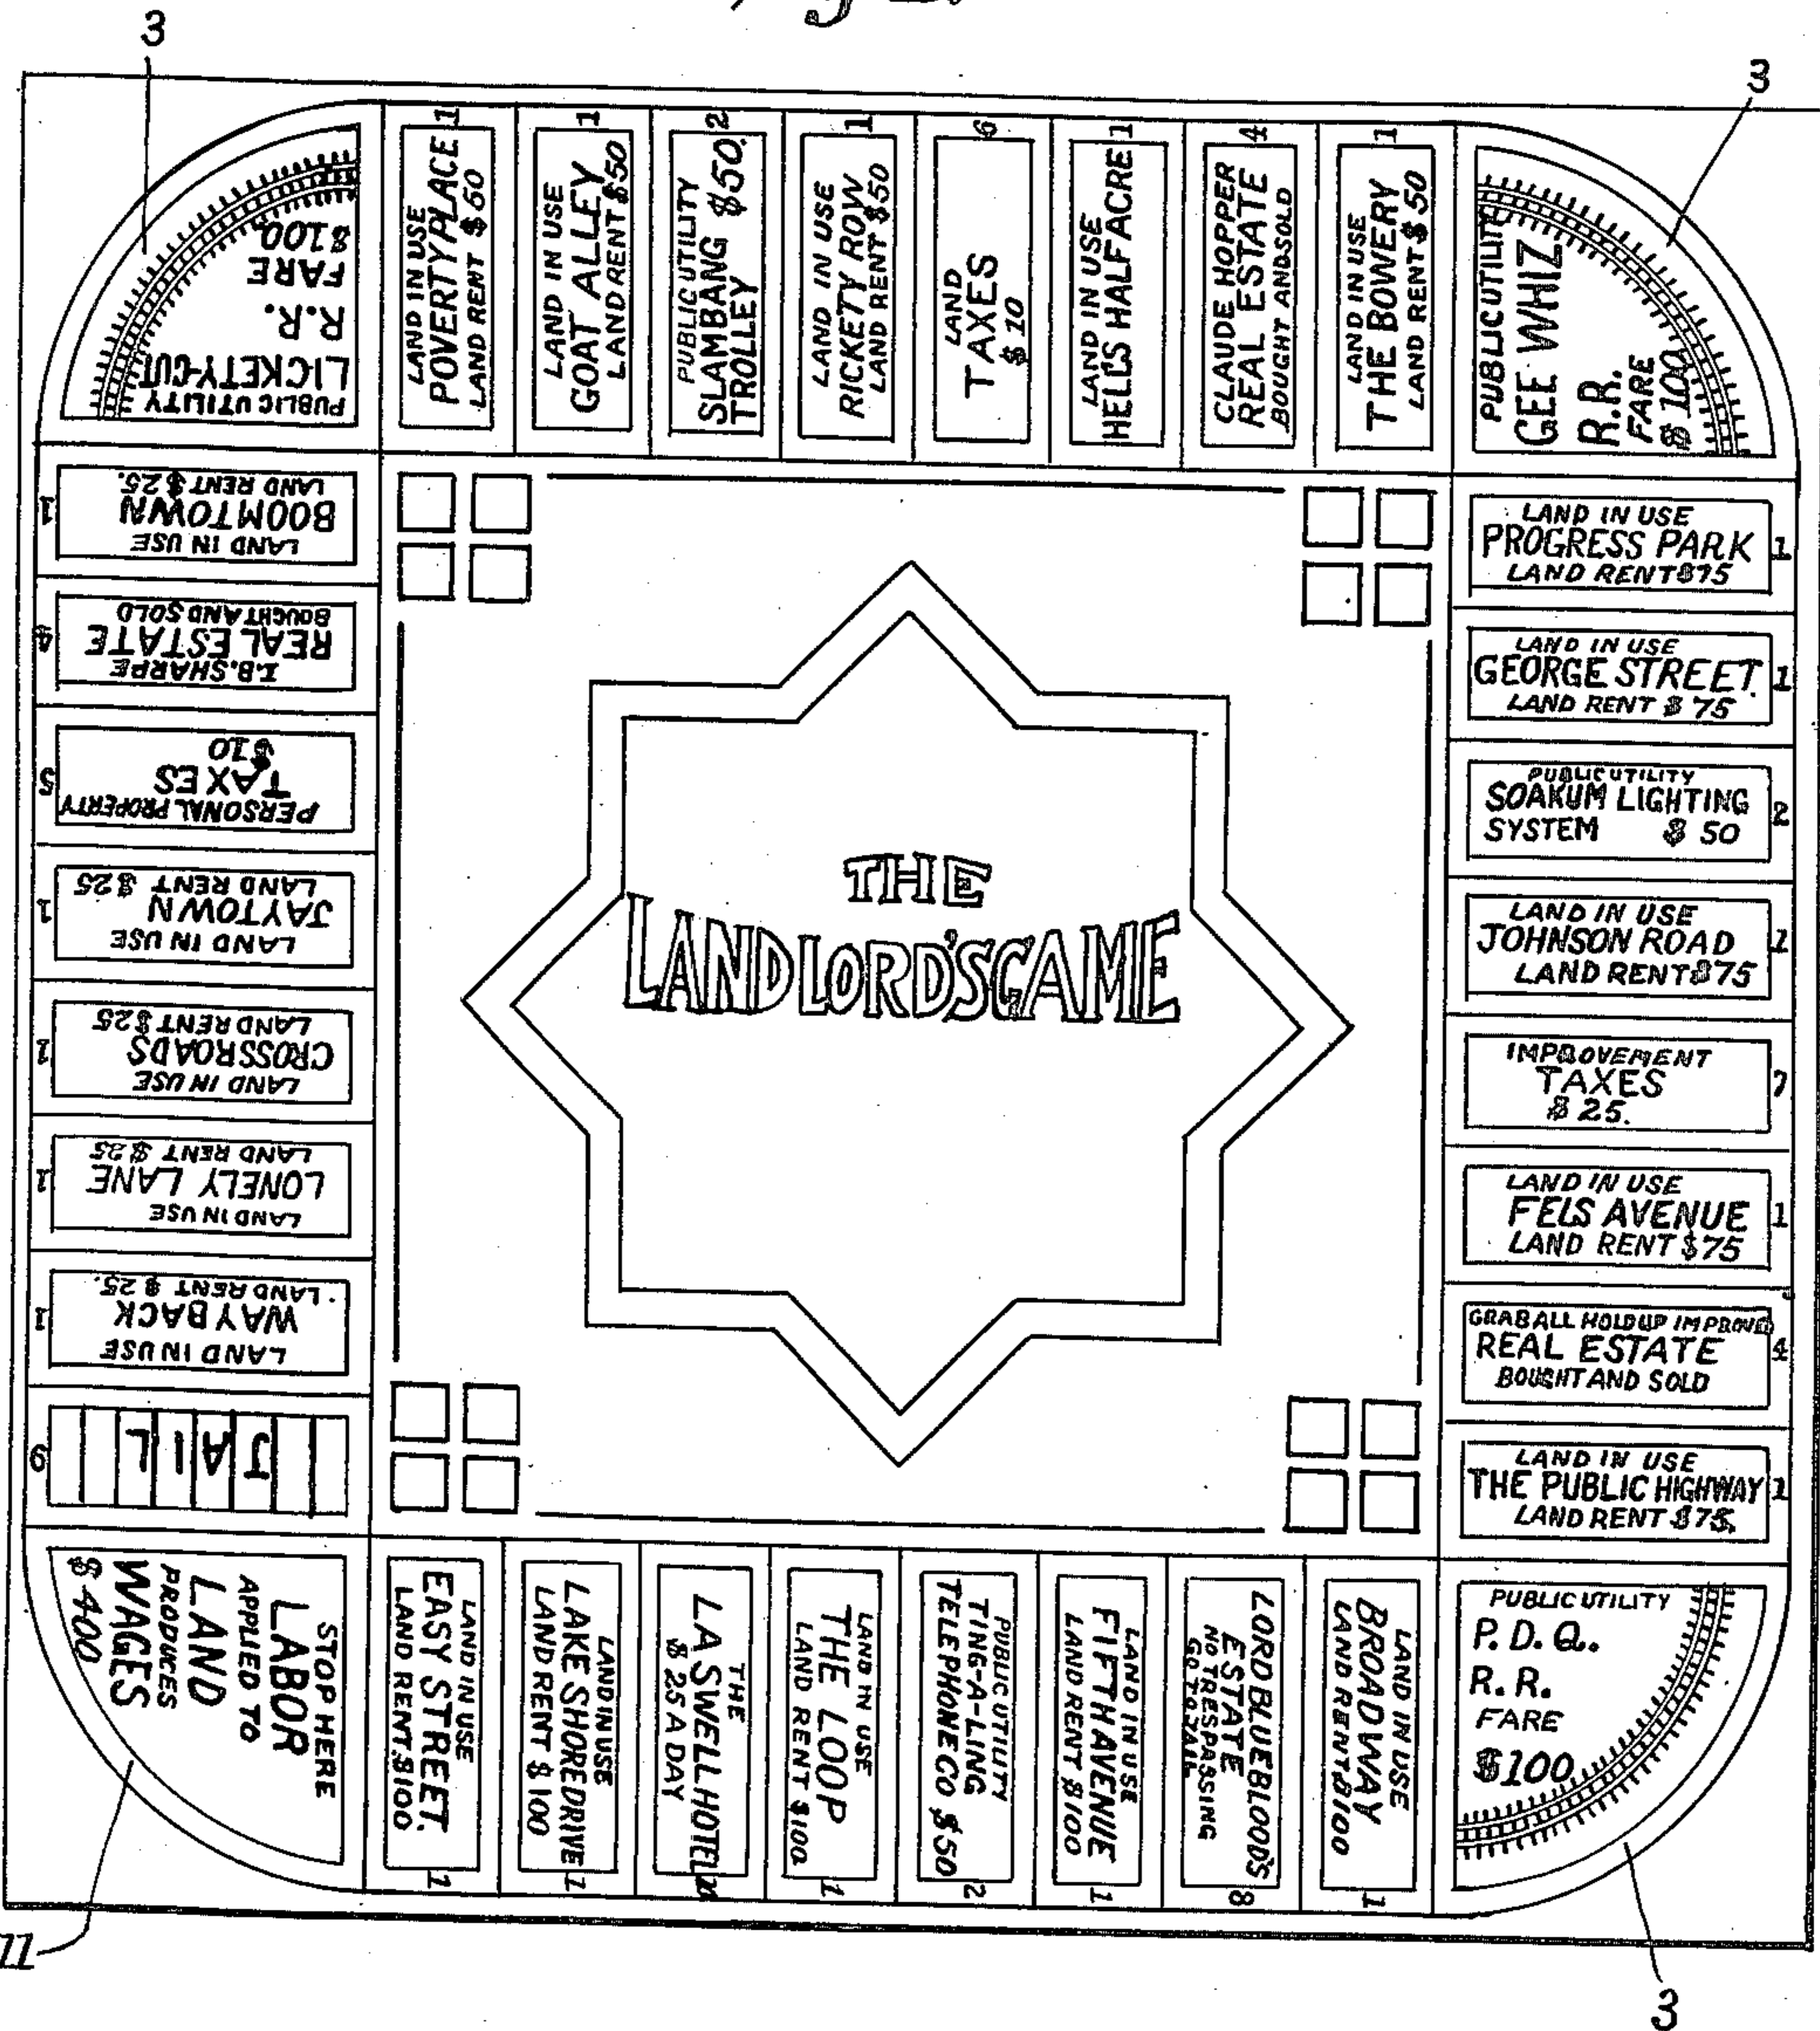 3
3
PUBLIC UTILITY
LICKETY-CUT
R.R.
FARE
$100
1
LAND IN USE
POVERTY PLACE
LAND RENT $50
1
LAND IN USE
GOAT ALLEY
LAND RENT $50
2
PUBLIC UTILITY
SLAMBANG $50.
TROLLEY
1
LAND IN USE
RICKETY ROW
LAND RENT $50
6
LAND
TAXES
$10
1
LAND IN USE
HELL'S HALF ACRE
4
CLAUDE HOPPER
REAL ESTATE
BOUGHT AND SOLD
1
LAND IN USE
THE BOWERY
LAND RENT $50
PUBLIC UTILITY
GEE WHIZ
R.R.
FARE
$100
LAND IN USE
PROGRESS PARK
LAND RENT $75
1
LAND IN USE
GEORGE STREET.
LAND RENT $75
1
PUBLIC UTILITY
SOAKUM LIGHTING
SYSTEM $50
2
LAND IN USE
JOHNSON ROAD
LAND RENT $75
1
IMPROVEMENT
TAXES
$25.
7
LAND IN USE
FELS AVENUE
LAND RENT $75
1
GRABALL HOLDUP IMPROVED
REAL ESTATE
BOUGHT AND SOLD
4
LAND IN USE
THE PUBLIC HIGHWAY
LAND RENT $75.
1
PUBLIC UTILITY
P.D.Q.
R.R.
FARE
$100
3
LAND IN USE
BROADWAY
LAND RENT $100
1
LORD BLUEBLOOD'S
ESTATE
NO TRESPASSING
GO TO JAIL
8
LAND IN USE
FIFTH AVENUE
LAND RENT $100
1
PUBLIC UTILITY
TING-A-LING
TELEPHONE CO $50
2
LAND IN USE
THE LOOP
LAND RENT $100
1
THE
LA SWELL HOTEL
$25 A DAY
LAND IN USE
LAKE SHORE DRIVE
LAND RENT $100
1
LAND IN USE
EASY STREET.
LAND RENT $100
1
STOP HERE
LABOR
APPLIED TO
LAND
PRODUCES
WAGES
$400
11
JAIL
9
LAND IN USE
WAYBACK
LAND RENT $25.
1
LAND IN USE
LONELY LANE
LAND RENT $25
1
LAND IN USE
CROSSROADS
LAND RENT $25
1
LAND IN USE
JAYTOWN
LAND RENT $25
1
PERSONAL PROPERTY
TAXES
$10
5
I.B. SHARPE
REAL ESTATE
BOUGHT AND SOLD
4
LAND IN USE
BOOMTOWN
LAND RENT $25.
1
THE
LANDLORD'S GAME